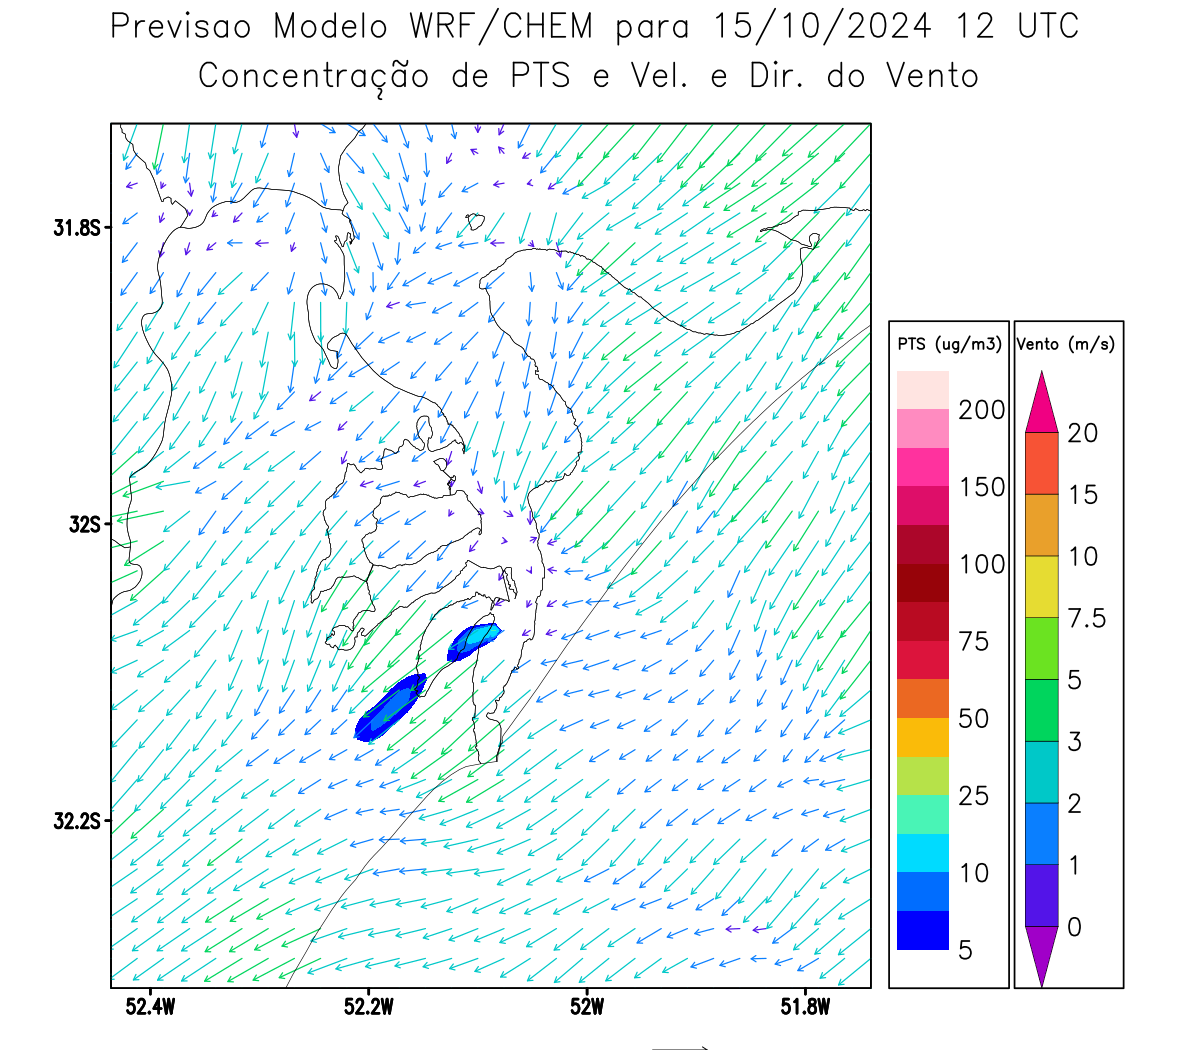 Previsao Modelo WRF/CHEM para 15/10/2024 12 UTC
Concentração de PTS e Vel. e Dir. do Vento
31.8S
32S
32.2S
52.4W
52.2W
52W
51.8W
PTS (ug/m3)
200
150
100
75
50
25
10
5
Vento (m/s)
20
15
10
7.5
5
3
2
1
0